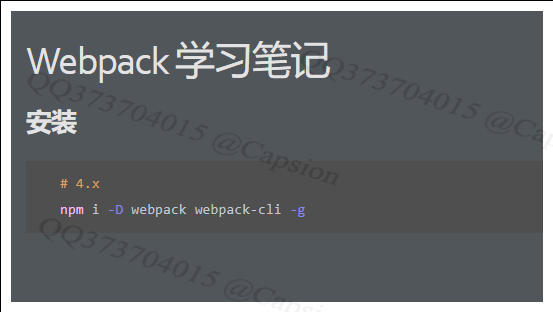 Webpack 学习笔记
安装
# 4.x
npm i -D webpack webpack-cli -g
QQ373704015 @Capsion
QQ373704015 @Capsion
QQ373704015 @Capsion